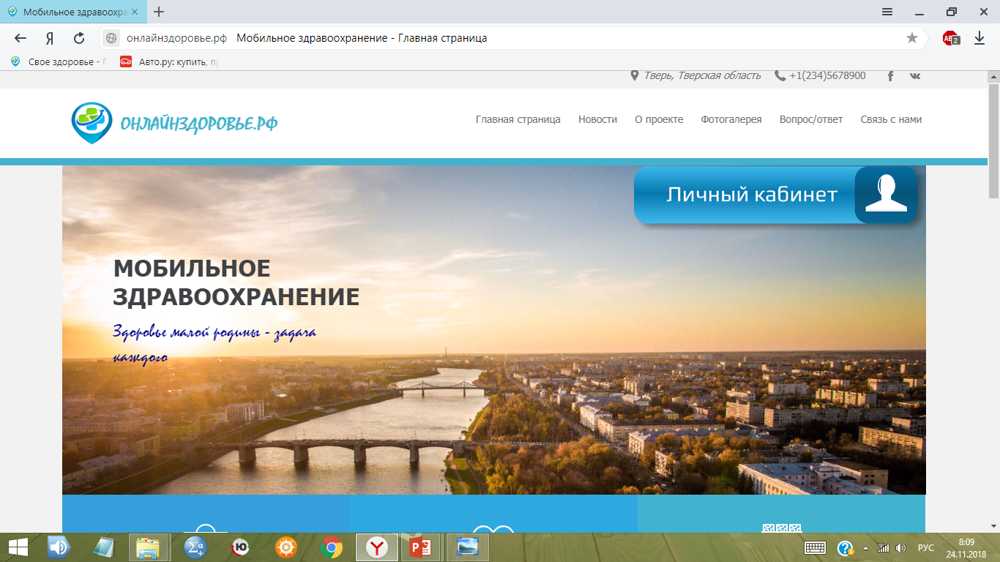 Мобильное здравоохра
онлайнздоровье.рф Мобильное здравоохранение - Главная страница
2
Свое здоровье - Г Авто.ру: купить, пр
Тверь, Тверская область +1(234)5678900
ОНЛАЙНЗДОРОВЬЕ.РФ
Главная страница Новости О проекте Фотогалерея Вопрос/ответ Связь с нами
Личный кабинет
МОБИЛЬНОЕ
ЗДРАВООХРАНЕНИЕ
Здоровье малой родины - задача
каждого
РУС
8:09
24.11.2018